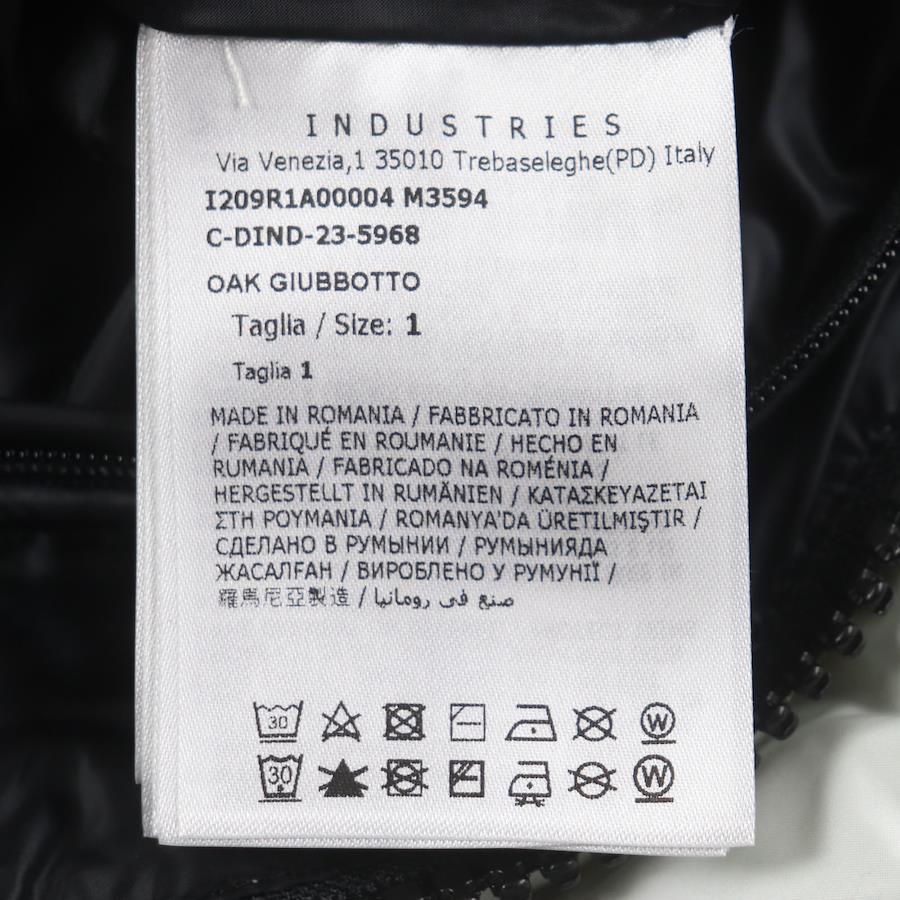 INDUSTRIES
Via Venezia,1 35010 Trebaseleghe(PD) Italy
I209R1A00004 M3594
C-DIND-23-5968
OAK GIUBBOTTO
Taglia / Size: 1
Taglia 1
MADE IN ROMANIA / FABBRICATO IN ROMANIA
/ FABRIQUÉ EN ROUMANIE / HECHO EN
RUMANIA / FABRICADO NA ROMÉNIA /
HERGESTELLT IN RUMÄNIEN / ΚΑΤΑΣΚΕΥΑΖΕΤΑΙ
ΣΤΗ ΡΟΥΜΑΝΙΑ / ROMANYA'DA ÜRETILMIŞTIR /
СДЕЛАНО В РУМЫНИИ / РУМЫНИЯДА
ЖАСАЛҒАН / ВИРОБЛЕНО У РУМУНІЇ /
羅馬尼亞製造 / صنع في رومانيا
30 W
30 W